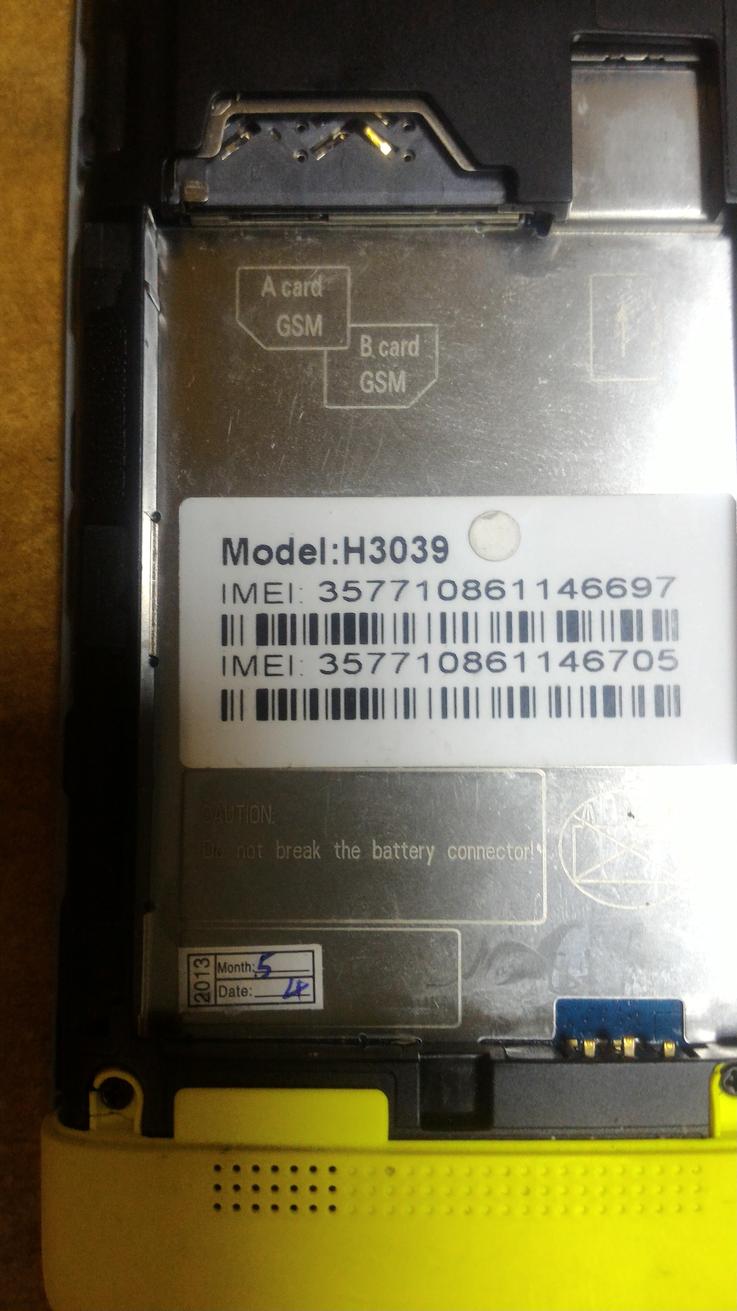 A card
GSM
B card
GSM
Model:H3039
IMEI: 357710861146697
IMEI: 357710861146705
CAUTION:
Do not break the battery connector!
2013
Month: 5
Date: 4